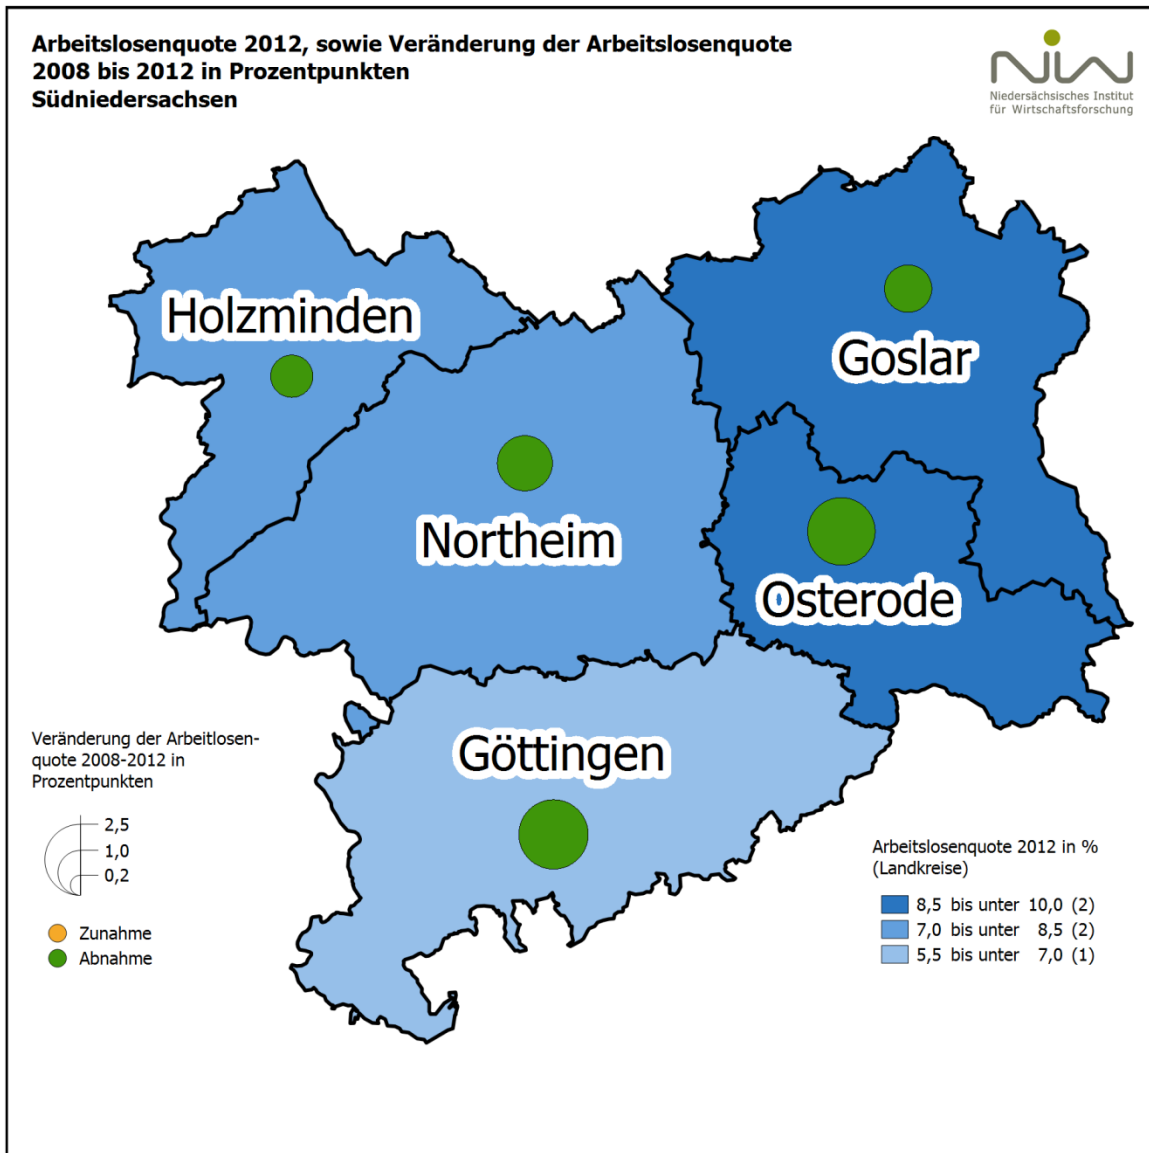 Arbeitslosenquote 2012, sowie Veränderung der Arbeitslosenquote
2008 bis 2012 in Prozentpunkten
Südniedersachsen
NIW
Niedersächsisches Institut
für Wirtschaftsforschung
Holzminden
Goslar
Northeim
Osterode
Göttingen
Veränderung der Arbeitlosen-
quote 2008-2012 in
Prozentpunkten
2,5
1,0
0,2
Zunahme
Abnahme
Arbeitslosenquote 2012 in %
(Landkreise)
8,5 bis unter 10,0 (2)
7,0 bis unter 8,5 (2)
5,5 bis unter 7,0 (1)